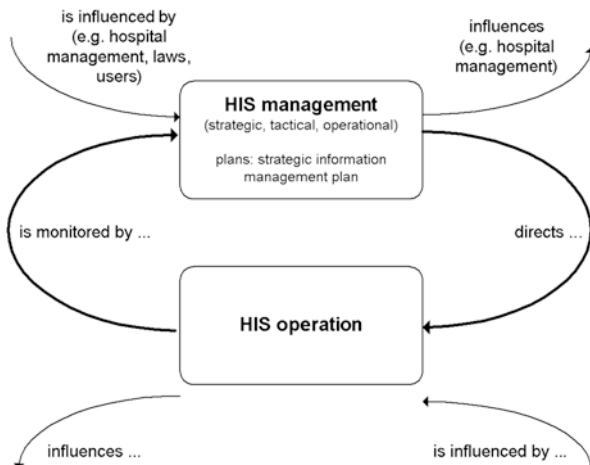 is influenced by
(e.g. hospital
management, laws,
users)
influences
(e.g. hospital
management)
HIS management
(strategic, tactical, operational)
plans: strategic information
management plan
is monitored by ...
directs ...
HIS operation
influences ...
is influenced by ...